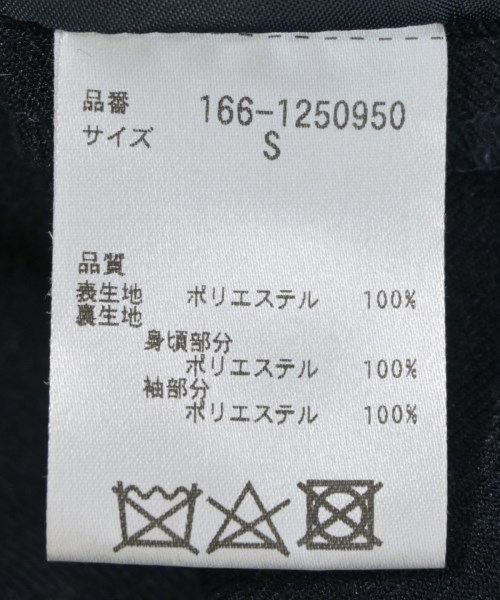 品番 166-1250950
サイズ S
品質
表生地 ポリエステル 100%
裏生地
身頃部分
ポリエステル 100%
袖部分
ポリエステル 100%